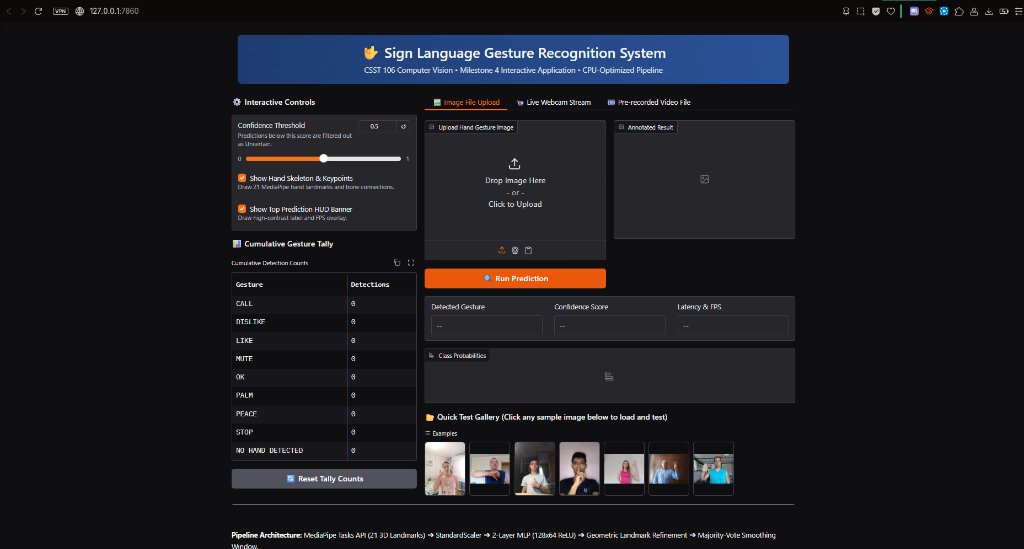 VPN
127.0.0.1:7860
Sign Language Gesture Recognition System
CSST 106 Computer Vision • Milestone 4 Interactive Application • CPU-Optimized Pipeline
Interactive Controls
Confidence Threshold
0.5
Predictions below this score are filtered out
as Uncertain.
0
1
Show Hand Skeleton & Keypoints
Draw 21 MediaPipe hand landmarks and bone connections.
Show Top Prediction HUD Banner
Draw high-contrast label and FPS overlay.
Cumulative Gesture Tally
Cumulative Detection Counts
Gesture Detections
CALL 0
DISLIKE 0
LIKE 0
MUTE 0
OK 0
PALM 0
PEACE 0
STOP 0
NO HAND DETECTED 0
Reset Tally Counts
Image File Upload Live Webcam Stream Pre-recorded Video File
Upload Hand Gesture Image
Drop Image Here
- or -
Click to Upload
Annotated Result
Run Prediction
Detected Gesture Confidence Score Latency & FPS
-- -- --
Class Probabilities
Quick Test Gallery (Click any sample image below to load and test)
Examples
Pipeline Architecture: MediaPipe Tasks API (21 3D Landmarks) ➔ StandardScaler ➔ 2-Layer MLP (128x64 ReLU) ➔ Geometric Landmark Refinement ➔ Majority-Vote Smoothing
Window.